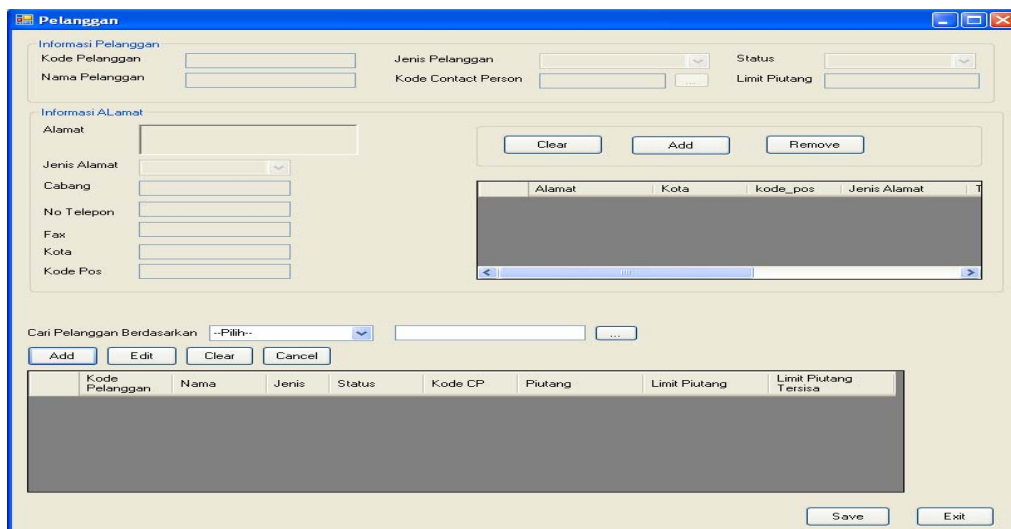 Pelanggan
Informasi Pelanggan
Kode Pelanggan Jenis Pelanggan Status
Nama Pelanggan Kode Contact Person ... Limit Piutang
Informasi ALamat
Alamat
Clear Add Remove
Jenis Alamat
Cabang
Alamat Kota kode_pos Jenis Alamat T
No Telepon
Fax
Kota
Kode Pos
Cari Pelanggan Berdasarkan --Pilih-- ...
Add Edit Clear Cancel
Kode Pelanggan Nama Jenis Status Kode CP Piutang Limit Piutang Limit Piutang Tersisa
Save Exit